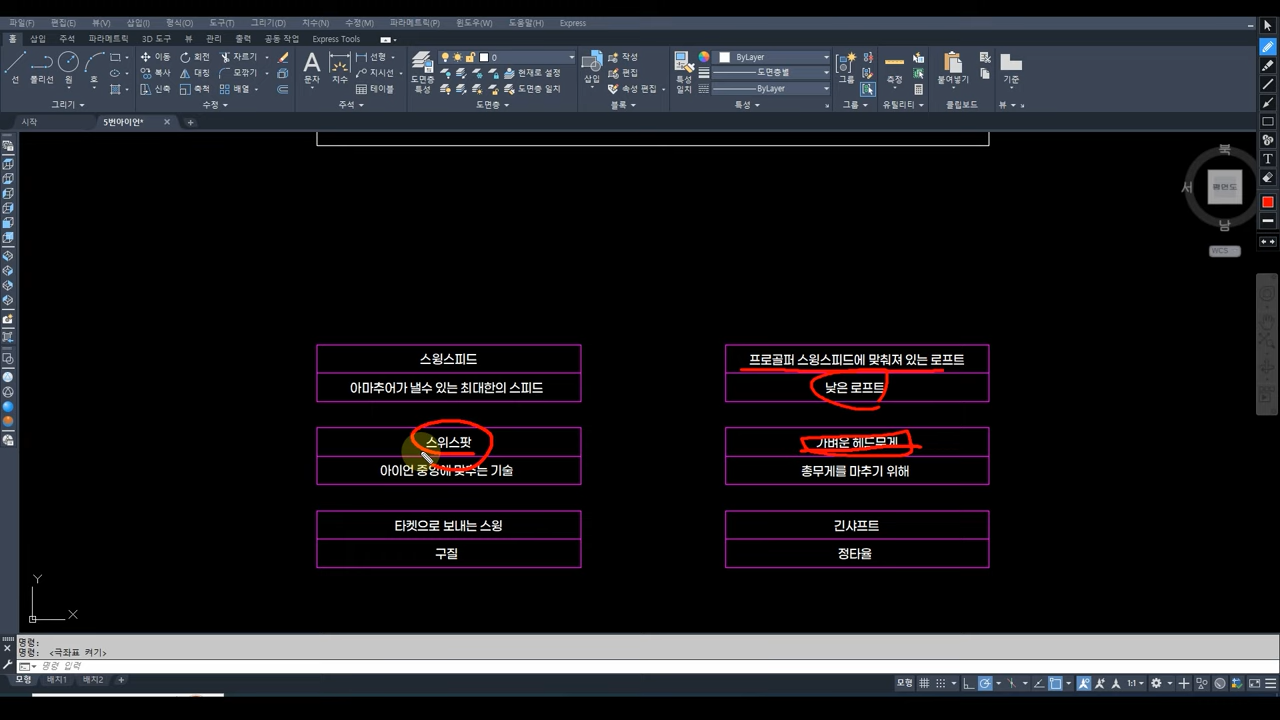 파일(F) 편집(E) 뷰(V) 삽입(I) 형식(O) 도구(T) 그리기(D) 치수(N) 수정(M) 파라메트릭(P) 윈도우(W) 도움말(H) Express
홈 삽입 주석 파라메트릭 3D 도구 뷰 관리 출력 공동 작업 Express Tools
선 폴리선 원 호 이동 회전 자르기 문자 치수 선형 삽입 작성 특성 일치 ByLayer 그룹 측정 붙여넣기 기준
복사 대칭 모깎기 지시선 도면층 특성 현재로 설정 편집 도면층별
신축 축척 배열 테이블 도면층 일치 속성 편집 ByLayer
그리기 수정 주석 도면층 블록 특성 그룹 유틸리티 클립보드 뷰
시작 5번아이언*
북
서 평면도
남
WCS
스윙스피드
아마추어가 낼수 있는 최대한의 스피드
프로골퍼 스윙스피드에 맞춰져 있는 로프트
낮은 로프트
스위스팟
아이언 중앙에 맞추는 기술
가벼운 헤드무게
총무게를 마추기 위해
타켓으로 보내는 스윙
구질
긴샤프트
정타율
Y
X
명령:
명령: <극좌표 켜기>
명령 입력
모형 배치1 배치2
모형 1:1